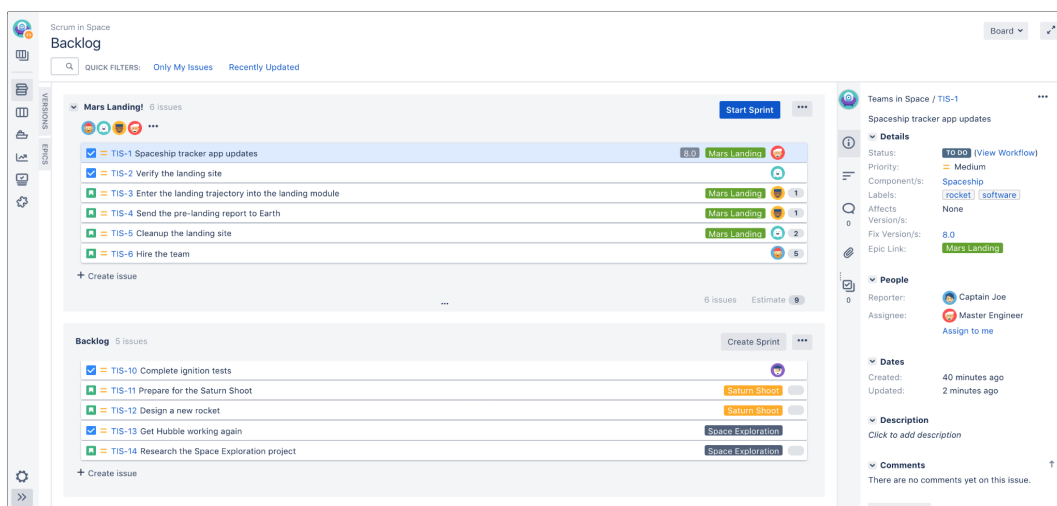 Scrum in Space
Backlog
Board
QUICK FILTERS: Only My Issues Recently Updated
VERSIONS
EPICS
Mars Landing! 6 issues
Start Sprint
TIS-1 Spaceship tracker app updates 8.0 Mars Landing
TIS-2 Verify the landing site
TIS-3 Enter the landing trajectory into the landing module Mars Landing 1
TIS-4 Send the pre-landing report to Earth Mars Landing 1
TIS-5 Cleanup the landing site Mars Landing 2
TIS-6 Hire the team 5
+ Create issue
6 issues Estimate 9
Backlog 5 issues
Create Sprint
TIS-10 Complete ignition tests
TIS-11 Prepare for the Saturn Shoot Saturn Shoot
TIS-12 Design a new rocket Saturn Shoot
TIS-13 Get Hubble working again Space Exploration
TIS-14 Research the Space Exploration project Space Exploration
+ Create issue
0
0
Teams in Space / TIS-1
Spaceship tracker app updates
Details
Status: TO DO (View Workflow)
Priority: Medium
Component/s: Spaceship
Labels: rocket software
Affects None
Version/s:
Fix Version/s: 8.0
Epic Link: Mars Landing
People
Reporter: Captain Joe
Assignee: Master Engineer
Assign to me
Dates
Created: 40 minutes ago
Updated: 2 minutes ago
Description
Click to add description
Comments
There are no comments yet on this issue.